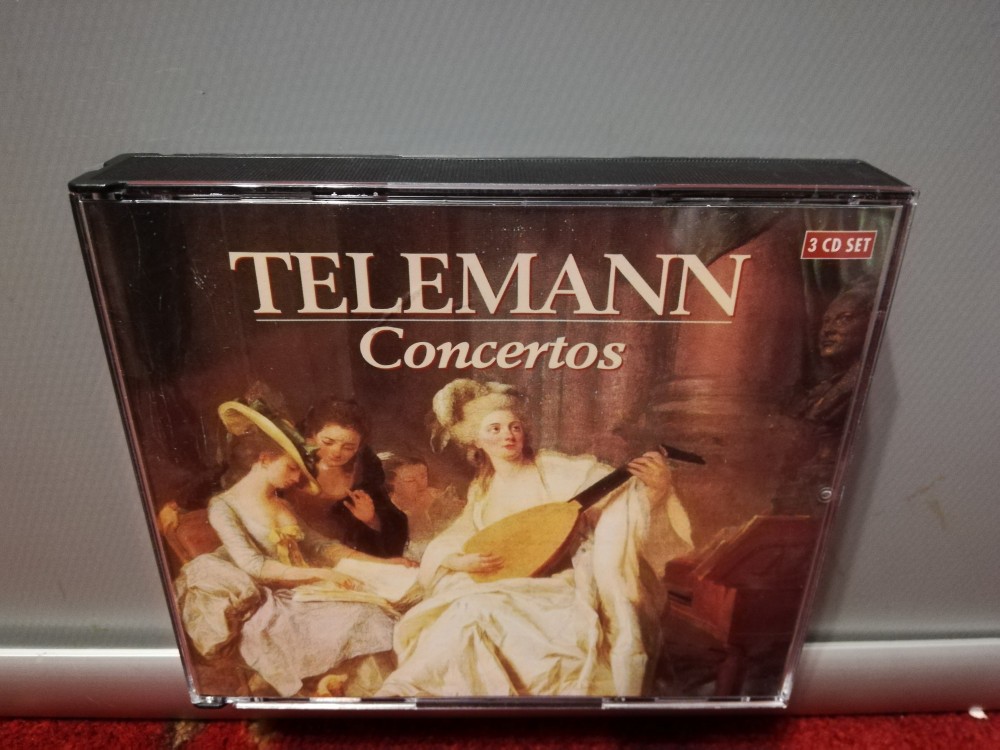 3 CD SET
TELEMANN
Concertos